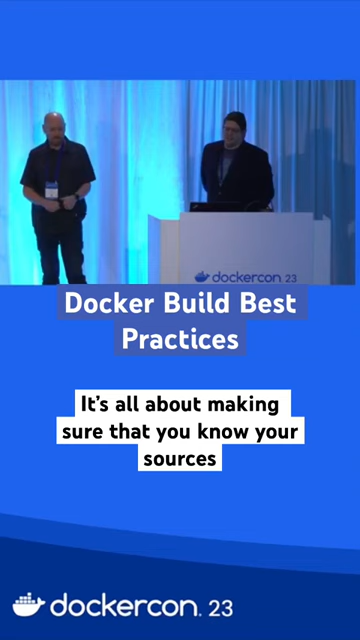 dockercon. 23
Docker Build Best
Practices
It's all about making
sure that you know your
sources
dockercon. 23